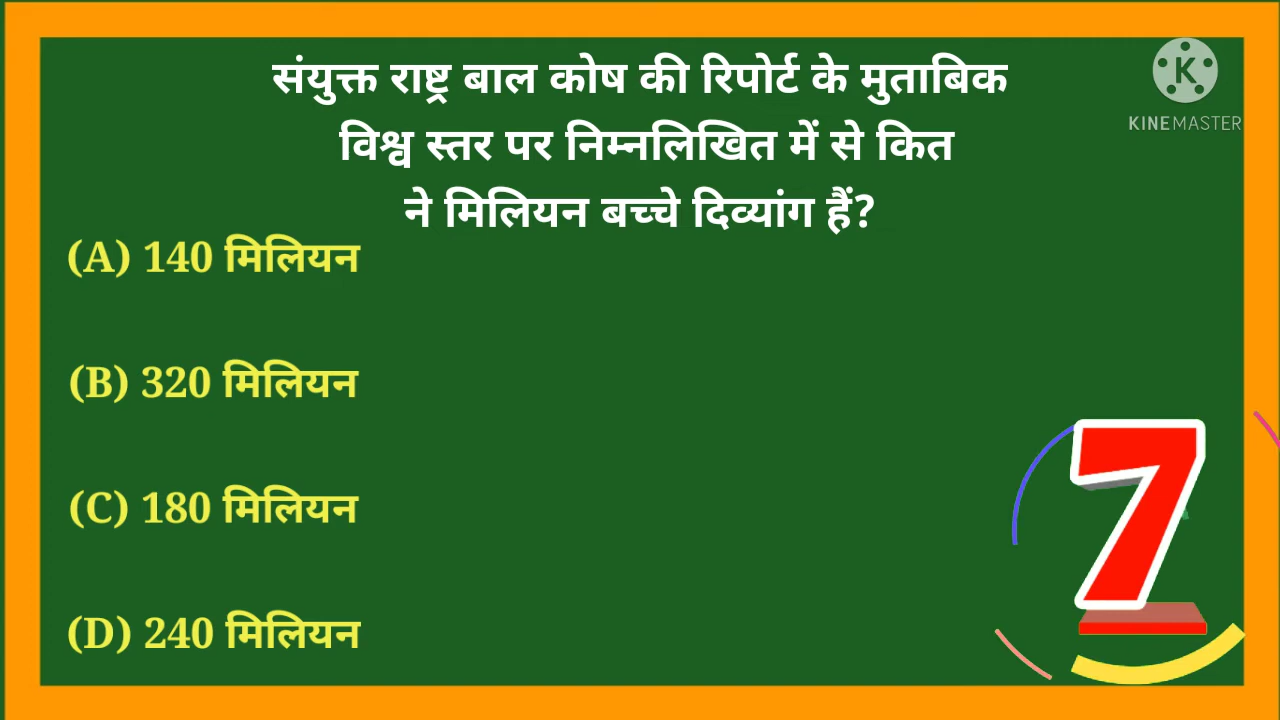 संयुक्त राष्ट्र बाल कोष की रिपोर्ट के मुताबिक
विश्व स्तर पर निम्नलिखित में से कित
ने मिलियन बच्चे दिव्यांग हैं?
(A) 140 मिलियन
(B) 320 मिलियन
(C) 180 मिलियन
(D) 240 मिलियन
K
KINEMASTER
7